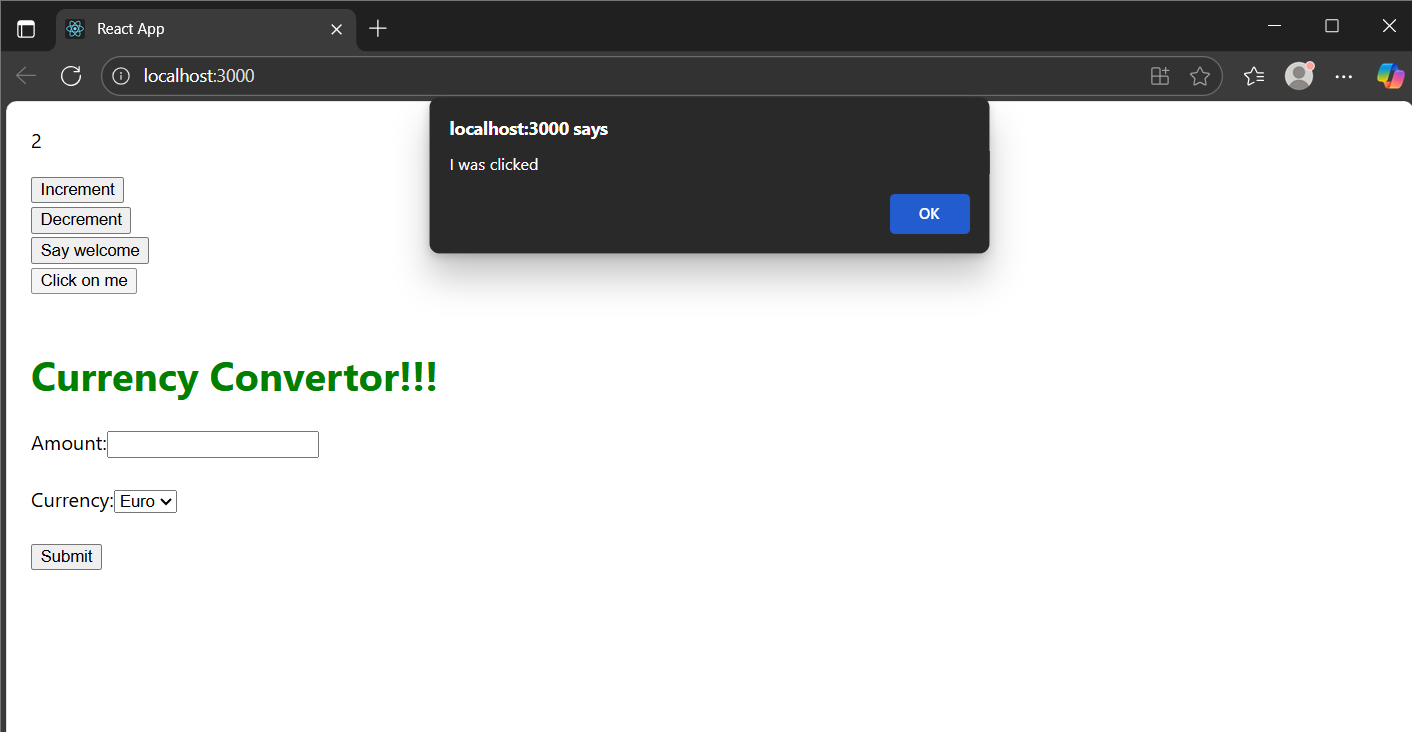 React App
localhost:3000
localhost:3000 says
I was clicked
OK
2
Increment
Decrement
Say welcome
Click on me
Currency Convertor!!!
Amount:
Currency: Euro
Submit